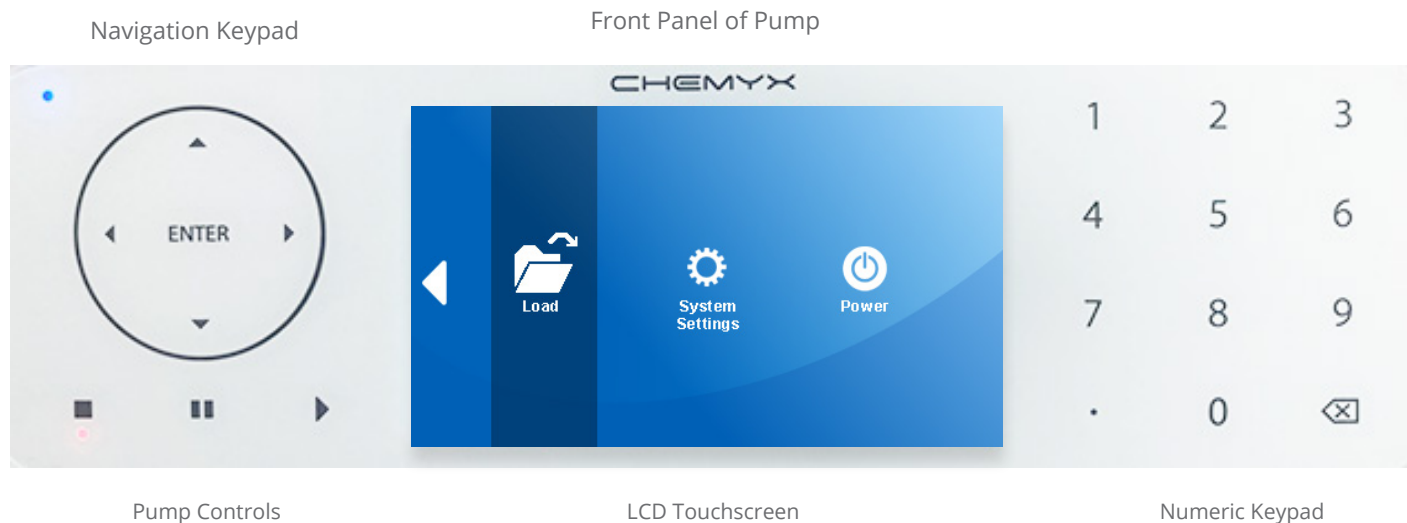 Navigation Keypad
Front Panel of Pump
CHEMYX
ENTER
Load
System
Settings
Power
1 2 3
4 5 6
7 8 9
. 0
Pump Controls
LCD Touchscreen
Numeric Keypad